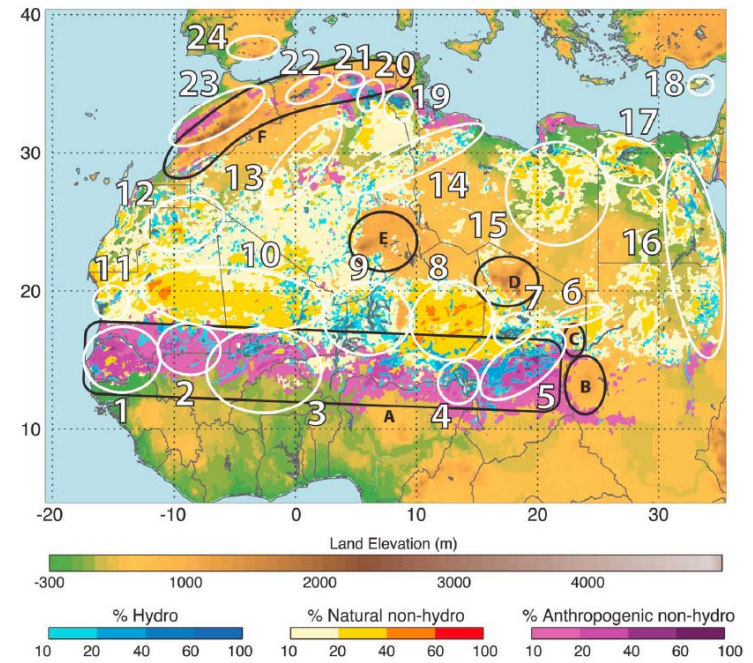 40
30
20
10
-20 -10 0 10 20 30
24
23 22 21 20
19 18
F
17
13
12
14
15
E
16
10
11 9 8
D
7 6
C
B
1 2 3 4 5
A
Land Elevation (m)
-300 1000 2000 3000 4000
% Hydro % Natural non-hydro % Anthropogenic non-hydro
10 20 40 60 100 10 20 40 60 100 10 20 40 60 100